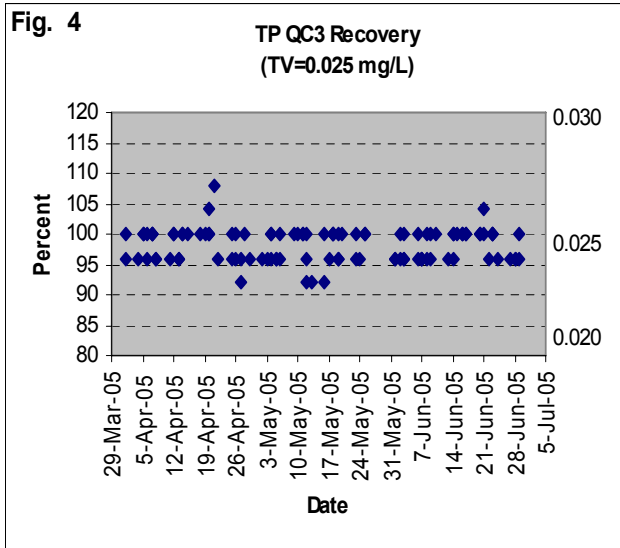 Fig. 4
TP QC3 Recovery
(TV=0.025 mg/L)
Percent
120
115
110
105
100
95
90
85
80
0.030
0.025
0.020
29-Mar-05
5-Apr-05
12-Apr-05
19-Apr-05
26-Apr-05
3-May-05
10-May-05
17-May-05
24-May-05
31-May-05
7-Jun-05
14-Jun-05
21-Jun-05
28-Jun-05
5-Jul-05
Date